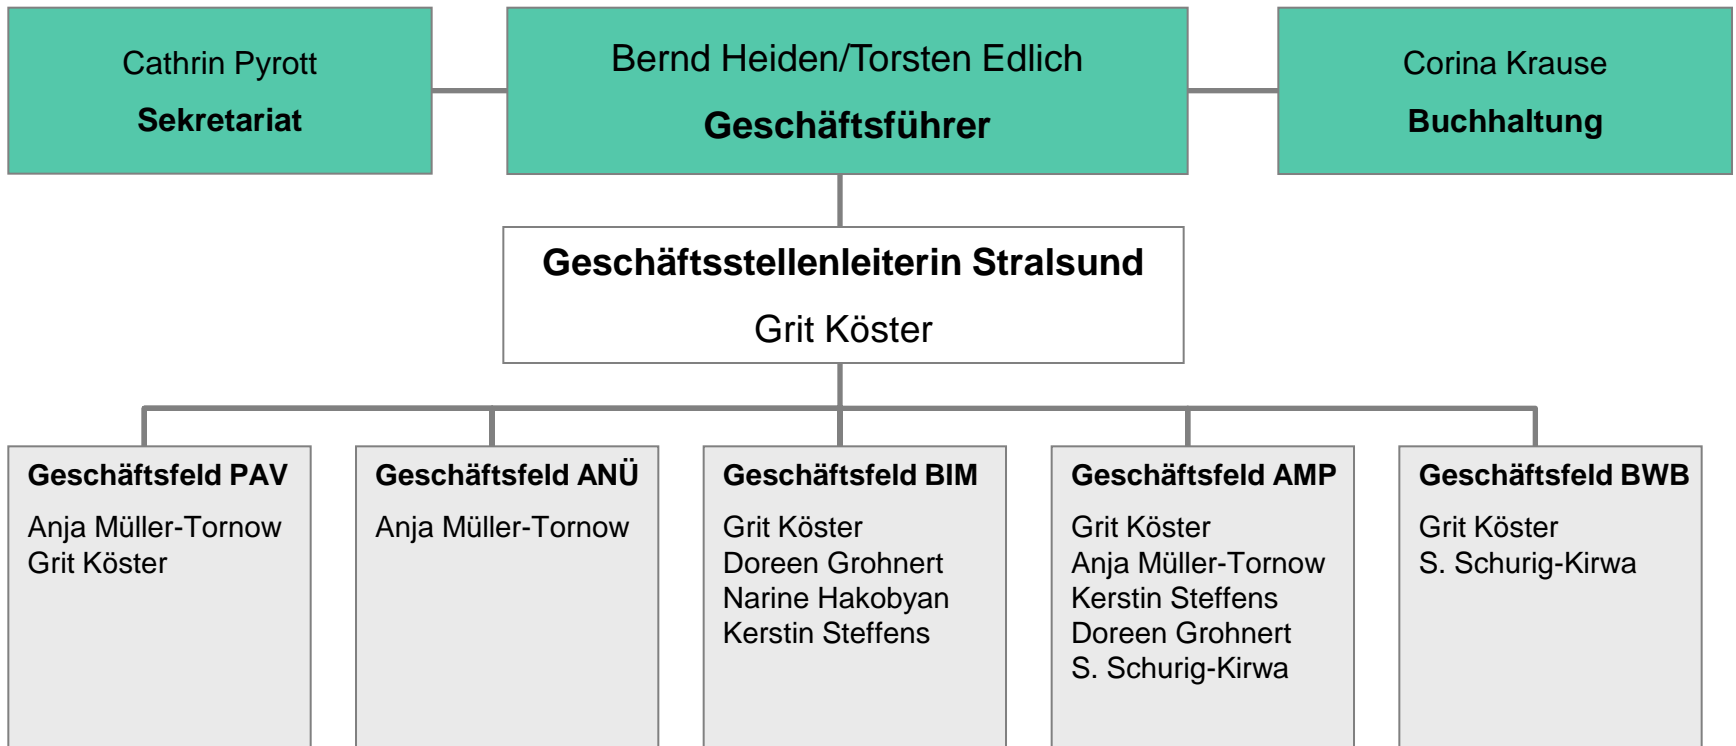 Cathrin Pyrott
Sekretariat
Bernd Heiden/Torsten Edlich
Geschäftsführer
Corina Krause
Buchhaltung
Geschäftsstellenleiterin Stralsund
Grit Köster
Geschäftsfeld PAV
Anja Müller-Tornow
Grit Köster
Geschäftsfeld ANÜ
Anja Müller-Tornow
Geschäftsfeld BIM
Grit Köster
Doreen Grohnert
Narine Hakobyan
Kerstin Steffens
Geschäftsfeld AMP
Grit Köster
Anja Müller-Tornow
Kerstin Steffens
Doreen Grohnert
S. Schurig-Kirwa
Geschäftsfeld BWB
Grit Köster
S. Schurig-Kirwa